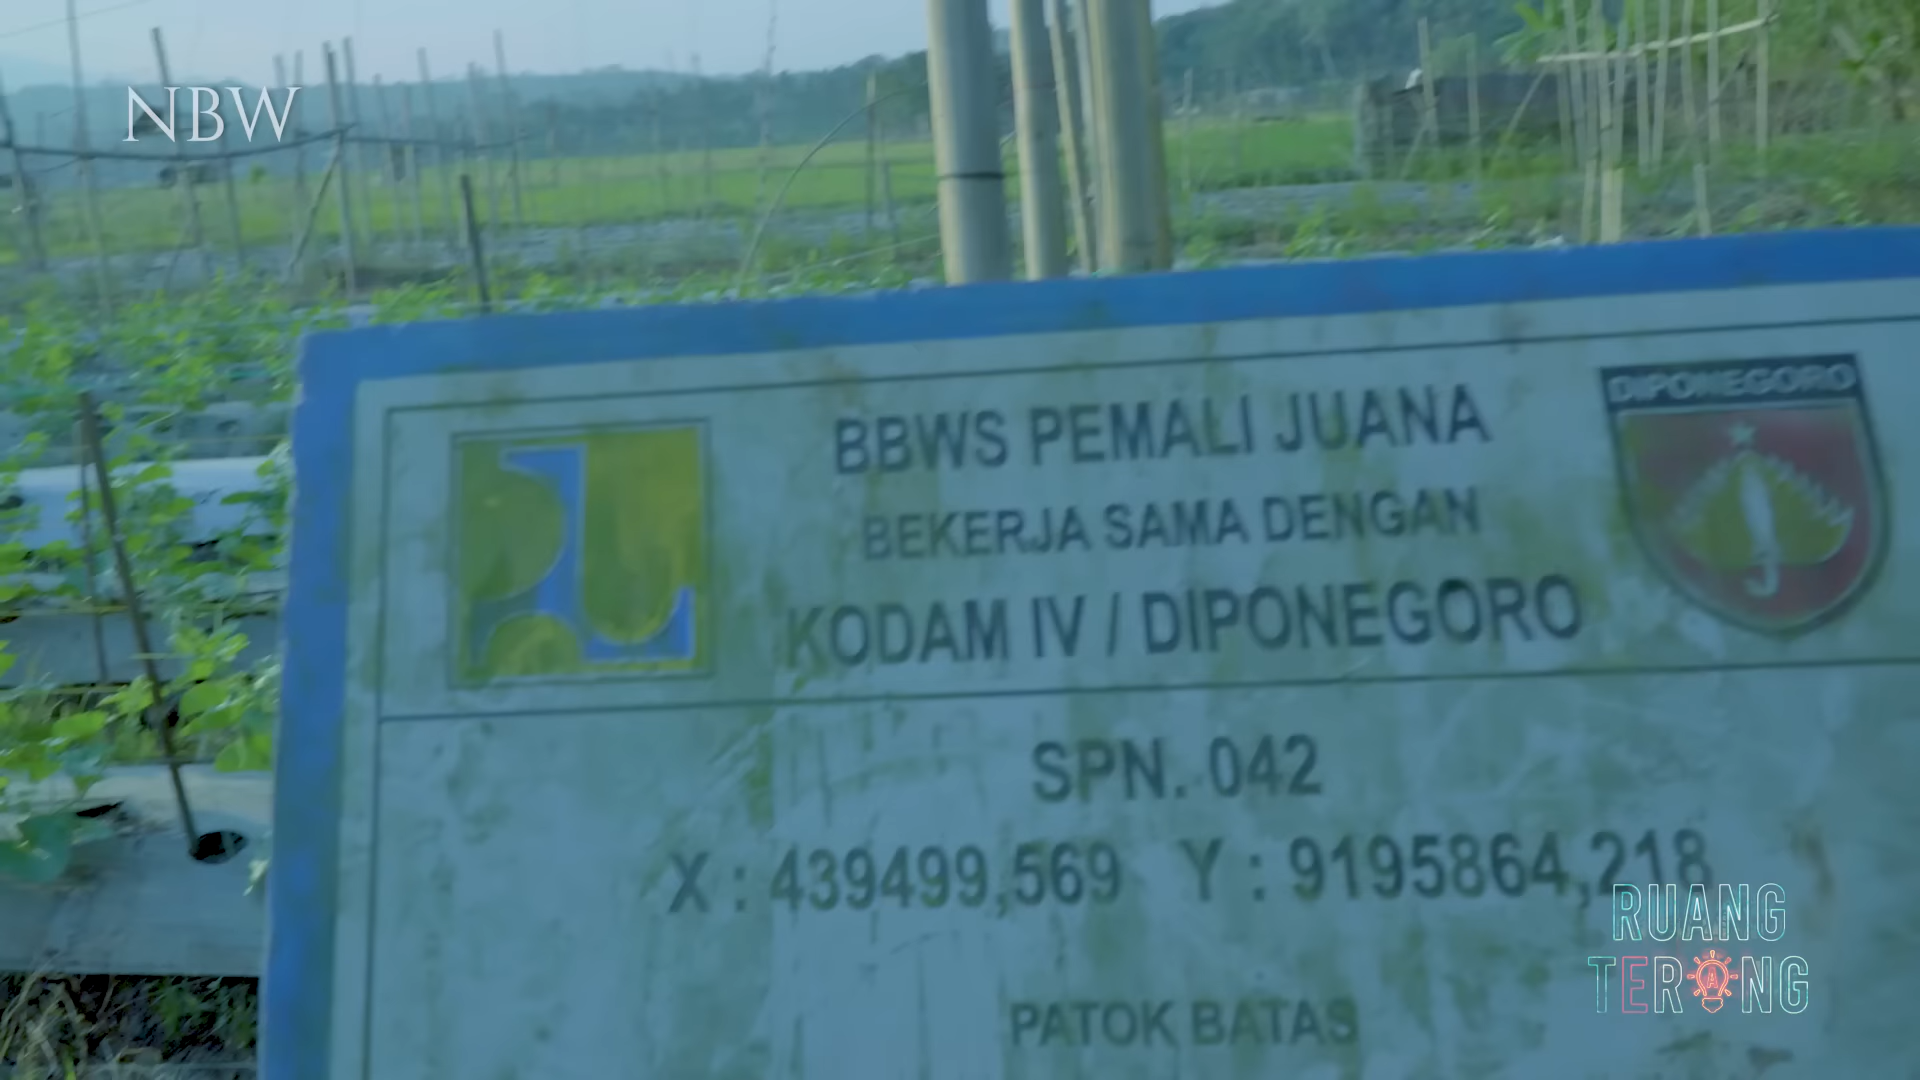 NBW
BBWS PEMALI JUANA
BEKERJA SAMA DENGAN
KODAM IV / DIPONEGORO
DIPONEGORO
SPN. 042
X : 439499,569 Y : 9195864,218
PATOK BATAS
RUANG
TERANG